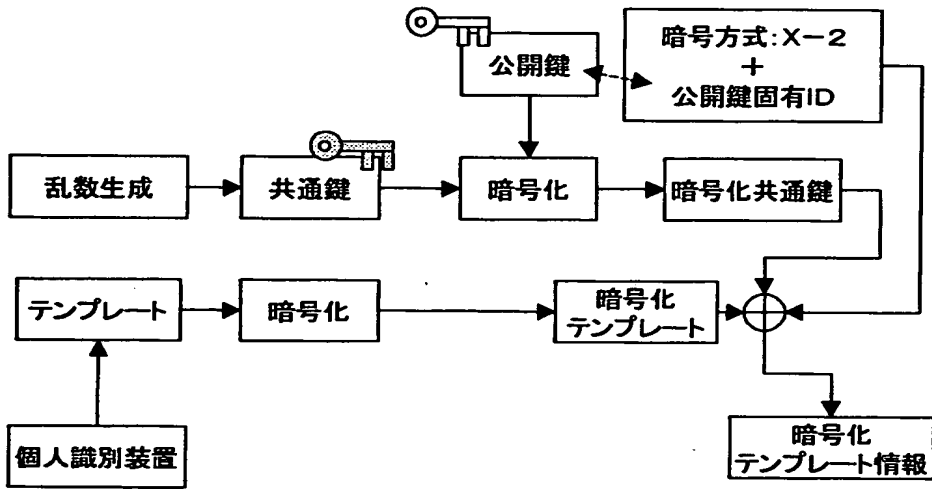 公開鍵
暗号方式:X-2
+
公開鍵固有ID
乱数生成
共通鍵
暗号化
暗号化共通鍵
テンプレート
暗号化
暗号化
テンプレート
個人識別装置
暗号化
テンプレート情報